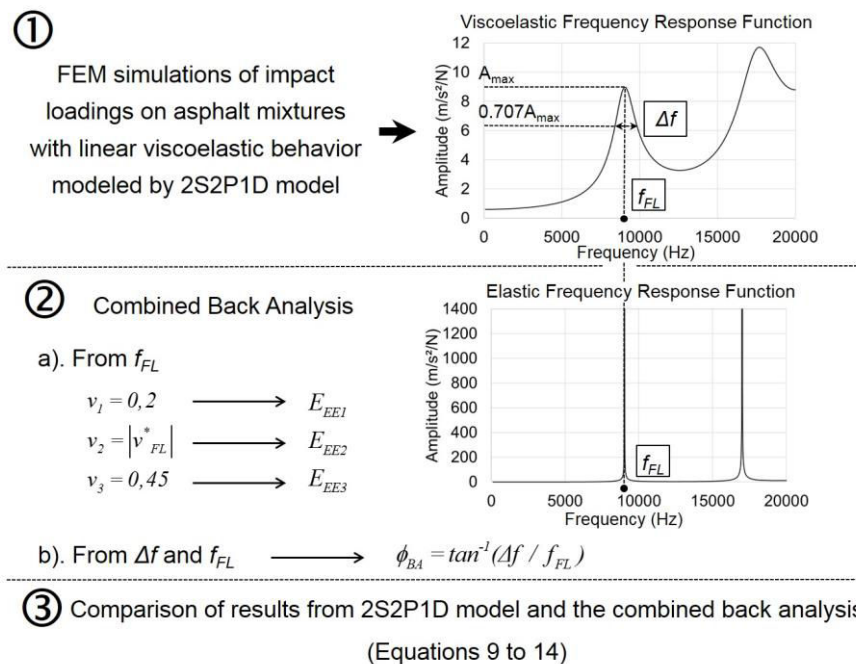 ①
FEM simulations of impact
loadings on asphalt mixtures
with linear viscoelastic behavior
modeled by 2S2P1D model
Viscoelastic Frequency Response Function
Amplitude (m/s²/N)
12
10
8
6
4
2
0
A_max
0.707A_max
Δf
f_FL
0 5000 10000 15000 20000
Frequency (Hz)
②
Combined Back Analysis
a). From f_FL
ν_1 = 0,2 ⟶ E_EE1
ν_2 = |ν*_FL| ⟶ E_EE2
ν_3 = 0,45 ⟶ E_EE3
Elastic Frequency Response Function
Amplitude (m/s²/N)
1400
1200
1000
800
600
400
200
0
f_FL
0 5000 10000 15000 20000
Frequency (Hz)
b). From Δf and f_FL ⟶ ϕ_BA = tan⁻¹(Δf / f_FL)
③ Comparison of results from 2S2P1D model and the combined back analysis
(Equations 9 to 14)